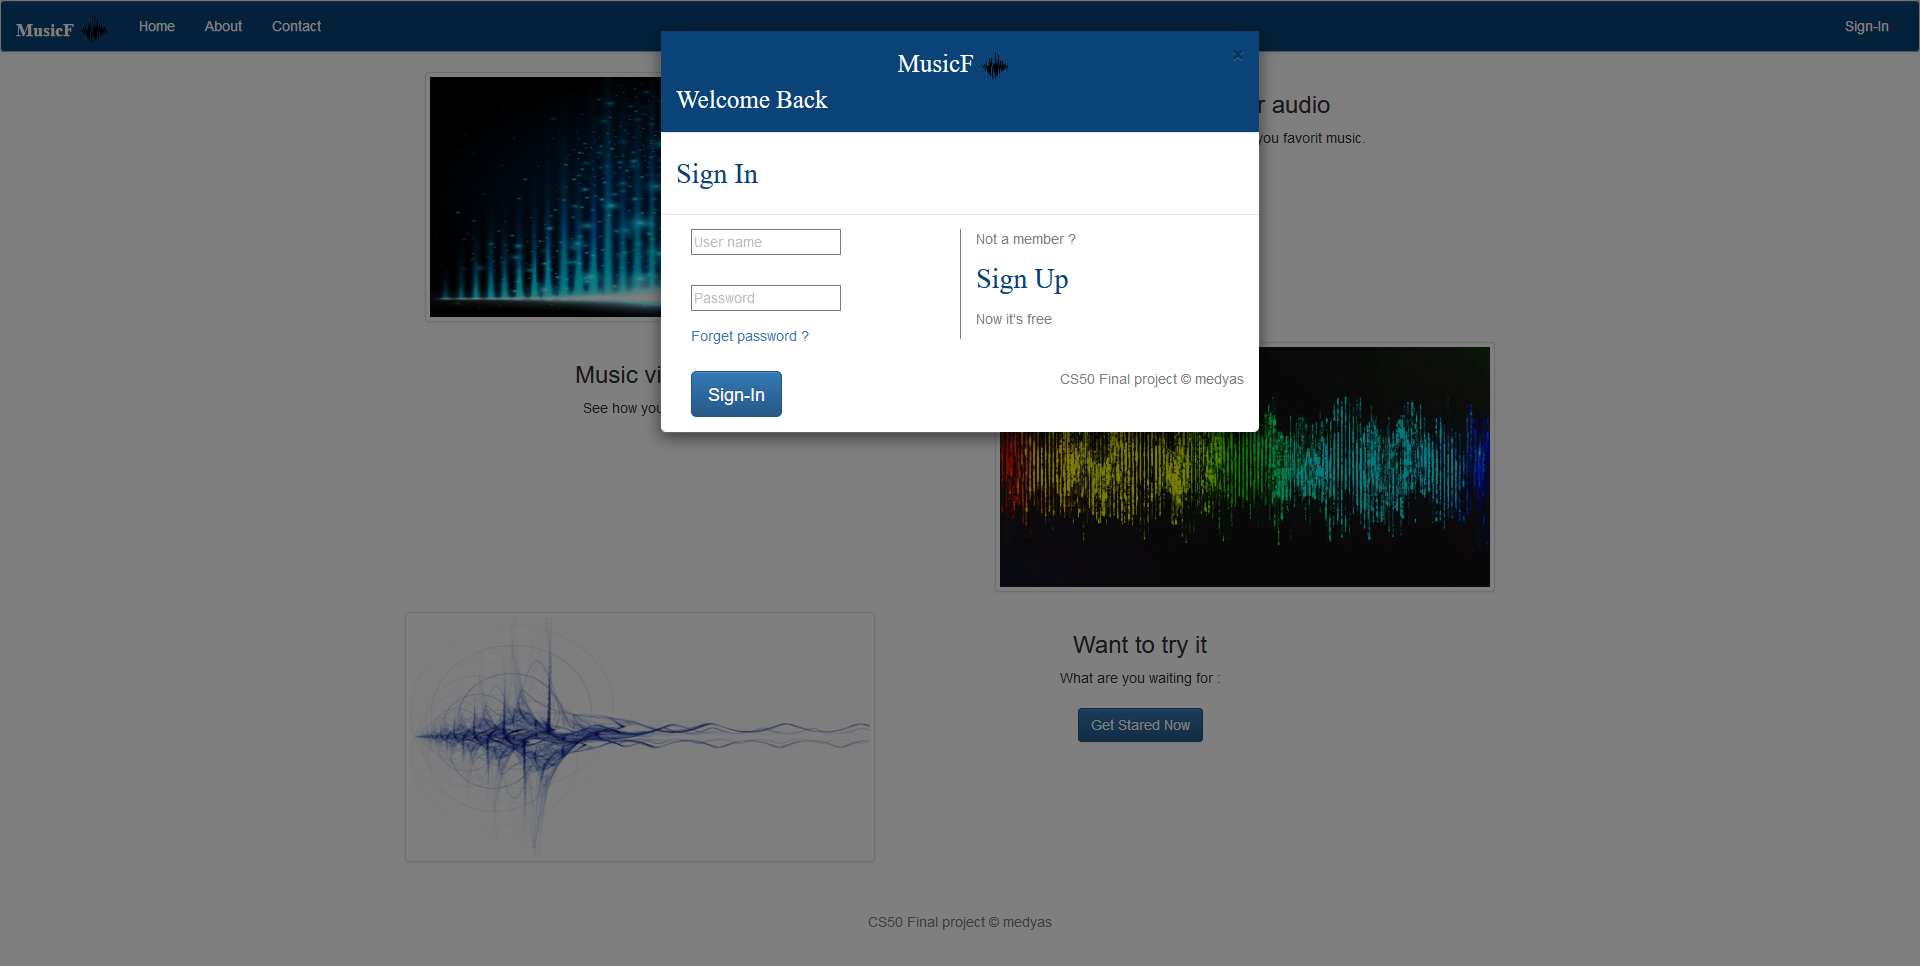 MusicF
Home
About
Contact
Sign-In
MusicF
×
Welcome Back
Sign In
User name
Password
Forget password ?
Sign-In
Not a member ?
Sign Up
Now it's free
CS50 Final project © medyas
audio
you favorit music.
Music
See how you
Want to try it
What are you waiting for :
Get Stared Now
CS50 Final project © medyas